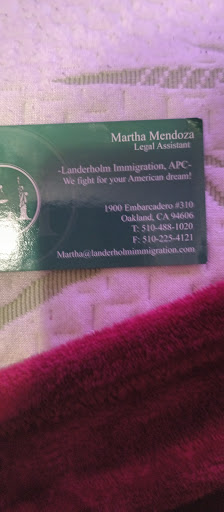 Martha Mendoza
Legal Assistant
-Landerholm Immigration, APC-
We fight for your American dream!
1900 Embarcadero #310
Oakland, CA 94606
T: 510-488-1020
F: 510-225-4121
Martha@landerholmimmigration.com